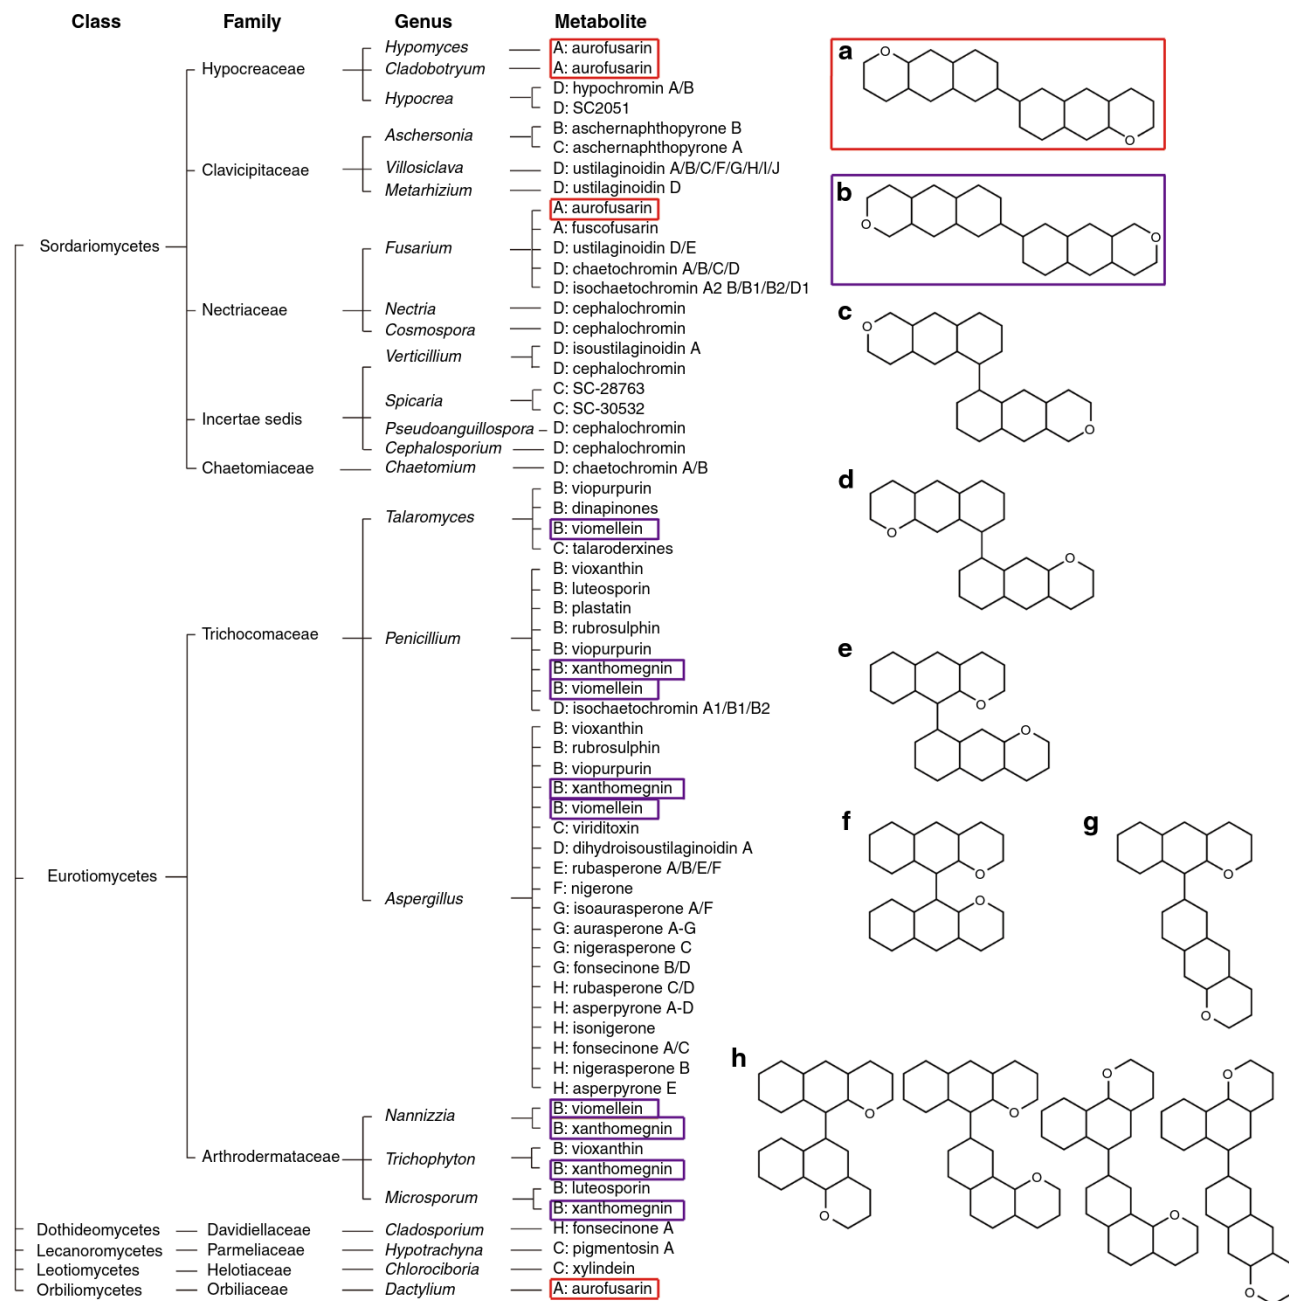 Class Family Genus Metabolite
Hypomyces A: aurofusarin
Hypocreaceae Cladobotryum A: aurofusarin
Hypocrea D: hypochromin A/B
D: SC2051
Aschersonia B: aschernaphthopyrone B
C: aschernaphthopyrone A
Clavicipitaceae Villosiclava D: ustilaginoidin A/B/C/F/G/H/I/J
Metarhizium D: ustilaginoidin D
A: aurofusarin
A: fuscofusarin
Sordariomycetes Fusarium D: ustilaginoidin D/E
D: chaetochromin A/B/C/D
D: isochaetochromin A2 B/B1/B2/D1
Nectriaceae Nectria D: cephalochromin
Cosmospora D: cephalochromin
Verticillium D: isoustilaginoidin A
D: cephalochromin
Spicaria C: SC-28763
C: SC-30532
Incertae sedis Pseudoanguillospora D: cephalochromin
Cephalosporium D: cephalochromin
Chaetomiaceae Chaetomium D: chaetochromin A/B
B: viopurpurin
Talaromyces B: dinapinones
B: viomellein
C: talaroderxines
B: vioxanthin
B: luteosporin
B: plastatin
Trichocomaceae Penicillium B: rubrosulphin
B: viopurpurin
B: xanthomegnin
B: viomellein
D: isochaetochromin A1/B1/B2
B: vioxanthin
B: rubrosulphin
B: viopurpurin
B: xanthomegnin
B: viomellein
C: viriditoxin
D: dihydroisoustilaginoidin A
Eurotiomycetes E: rubasperone A/B/E/F
F: nigerone
Aspergillus G: isoaurasperone A/F
G: aurasperone A-G
G: nigerasperone C
G: fonsecinone B/D
H: rubasperone C/D
H: asperpyrone A-D
H: isonigerone
H: fonsecinone A/C
H: nigerasperone B
H: asperpyrone E
Nannizzia B: viomellein
B: xanthomegnin
Arthrodermataceae Trichophyton B: vioxanthin
B: xanthomegnin
Microsporum B: luteosporin
B: xanthomegnin
Dothideomycetes Davidiellaceae Cladosporium H: fonsecinone A
Lecanoromycetes Parmeliaceae Hypotrachyna C: pigmentosin A
Leotiomycetes Helotiaceae Chlorociboria C: xylindein
Orbiliomycetes Orbiliaceae Dactylium A: aurofusarin
a
O
O
b
O
O
c
O
O
d
O
O
e
O
O
f
O
O
g
O
O
h
O
O
O
O
O
O
O
O